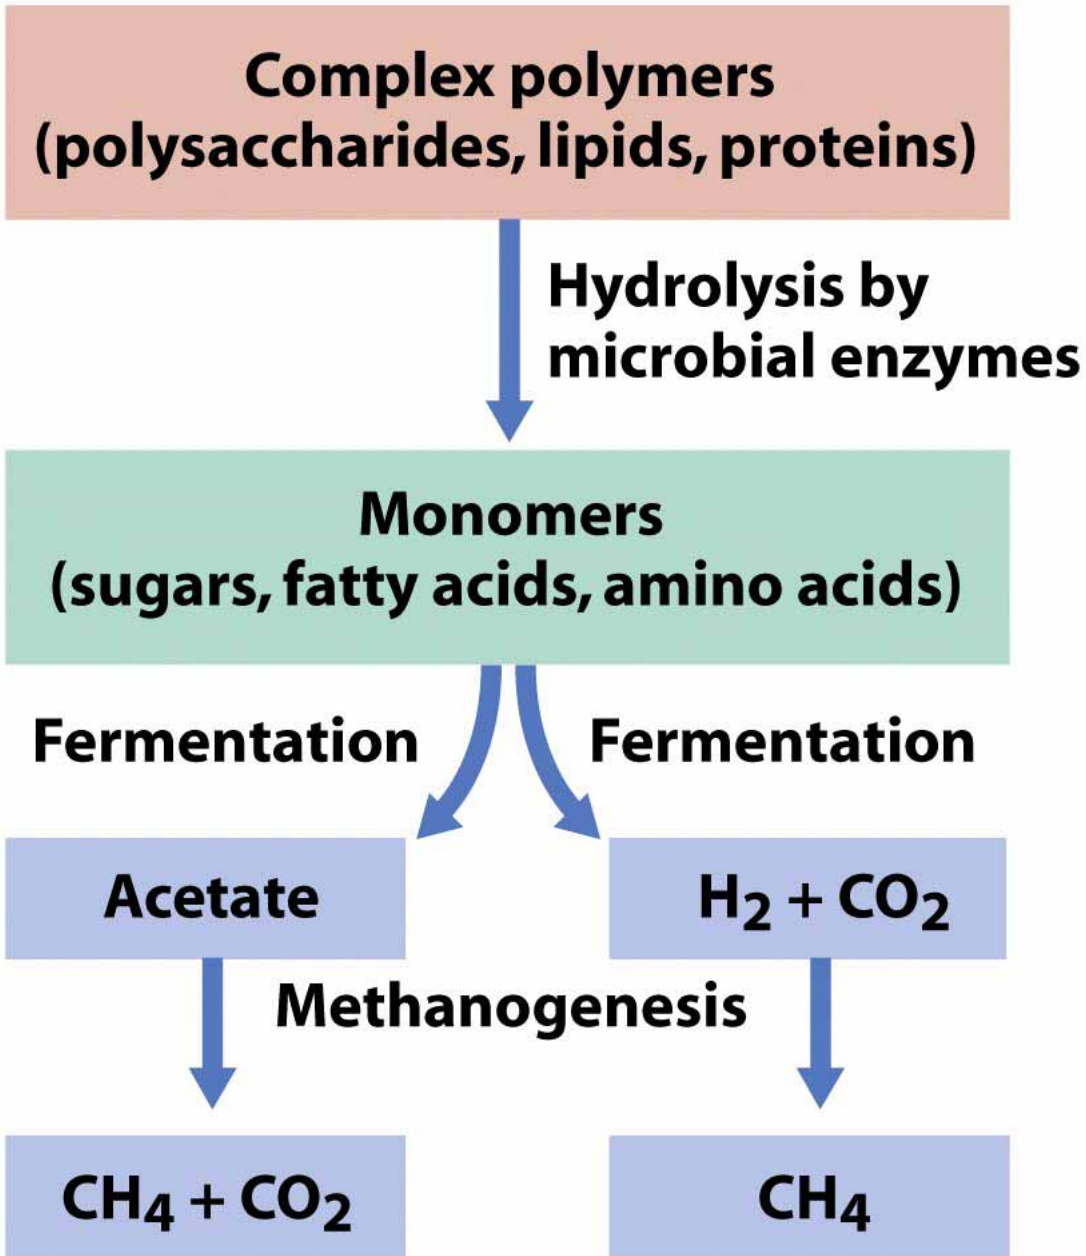 Complex polymers
(polysaccharides, lipids, proteins)
Hydrolysis by
microbial enzymes
Monomers
(sugars, fatty acids, amino acids)
Fermentation
Fermentation
Acetate
H₂ + CO₂
Methanogenesis
CH₄ + CO₂
CH₄